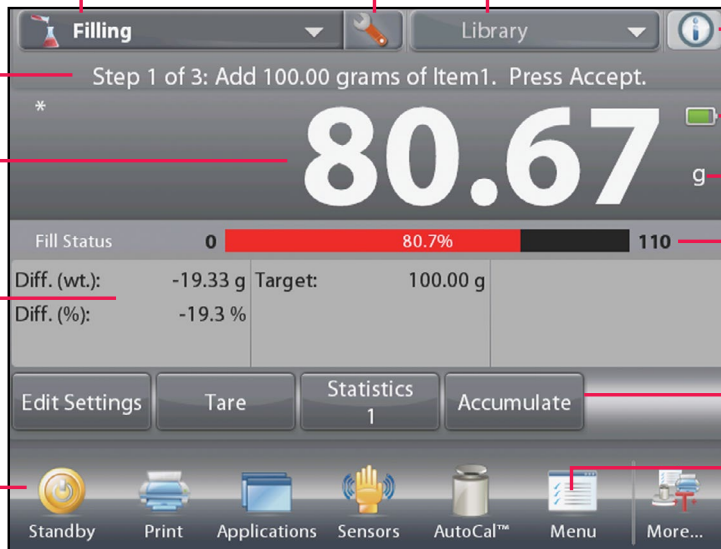 Filling Library
Step 1 of 3: Add 100.00 grams of Item1. Press Accept.
*
80.67
g
Fill Status 0 80.7% 110
Diff. (wt.): -19.33 g Target: 100.00 g
Diff. (%): -19.3 %
Edit Settings Tare Statistics Accumulate
1
Standby Print Applications Sensors AutoCal™ Menu More...